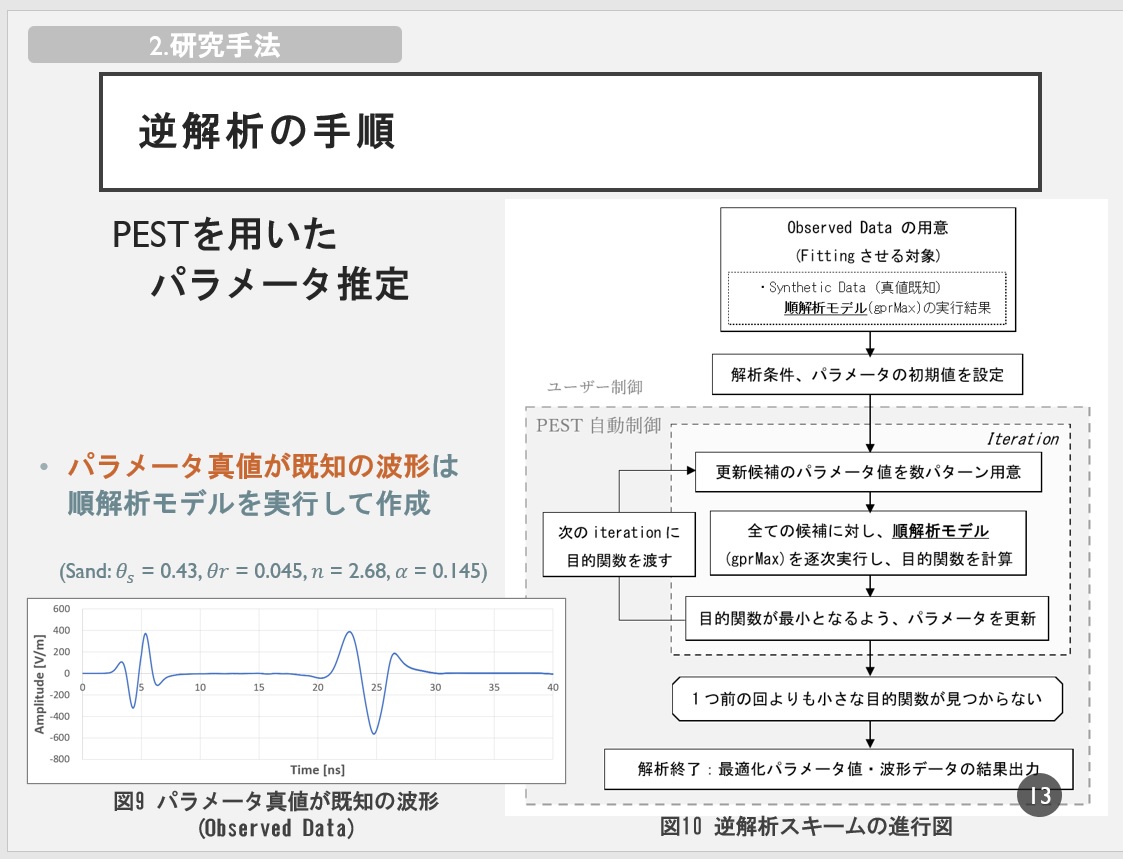 2.研究手法
逆解析の手順
PESTを用いた
パラメータ推定
• パラメータ真値が既知の波形は
順解析モデルを実行して作成
(Sand: θs = 0.43, θr = 0.045, n = 2.68, α = 0.145)
600
400
200
0
-200
-400
-600
-800
0 5 10 15 20 25 30 35 40
Amplitude [V/m]
Time [ns]
図9 パラメータ真値が既知の波形
(Observed Data)
Observed Data の用意
(Fitting させる対象)
・Synthetic Data (真値既知)
順解析モデル(gprMax)の実行結果
解析条件、パラメータの初期値を設定
ユーザー制御
PEST 自動制御
Iteration
更新候補のパラメータ値を数パターン用意
次の iteration に
目的関数を渡す
全ての候補に対し、順解析モデル
(gprMax)を逐次実行し、目的関数を計算
目的関数が最小となるよう、パラメータを更新
1つ前の回よりも小さな目的関数が見つからない
解析終了：最適化パラメータ値・波形データの結果出力
13
図10 逆解析スキームの進行図